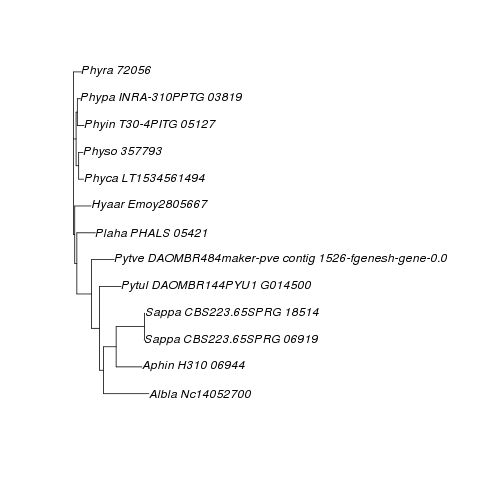 Phyra 72056
Phypa INRA-310PPTG 03819
Phyin T30-4PITG 05127
Physo 357793
Phyca LT1534561494
Hyaar Emoy2805667
Plaha PHALS 05421
Pytve DAOMBR484maker-pve contig 1526-fgenesh-gene-0.0
Pytul DAOMBR144PYU1 G014500
Sappa CBS223.65SPRG 18514
Sappa CBS223.65SPRG 06919
Aphin H310 06944
Albla Nc14052700